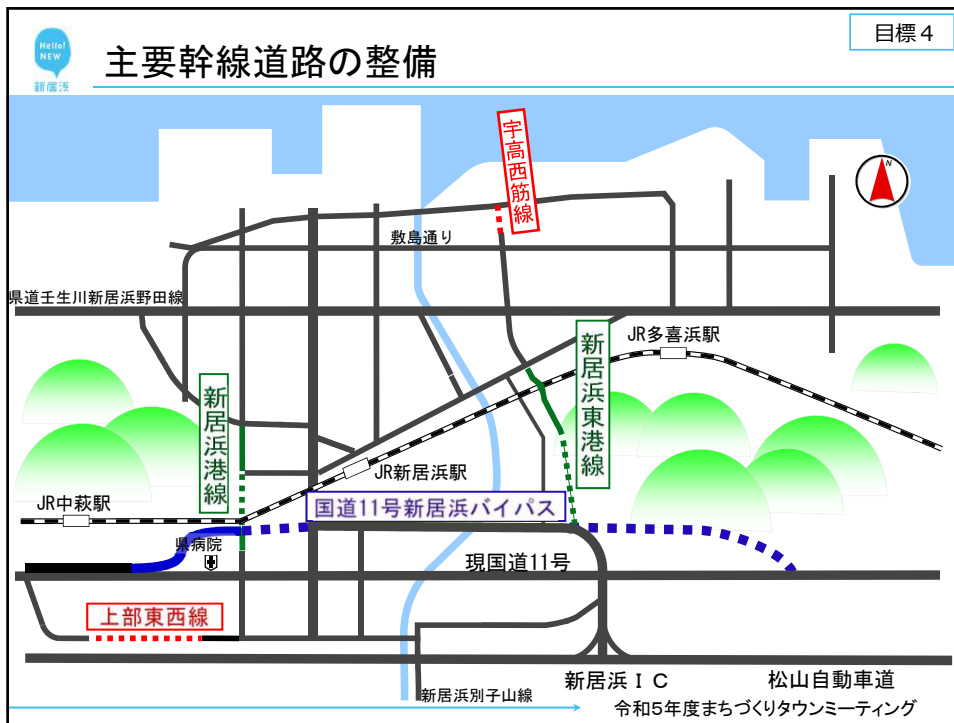 目標4
Hello!
NEW
新居浜
主要幹線道路の整備
宇高西筋線
N
敷島通り
県道壬生川新居浜野田線
JR多喜浜駅
新居浜東港線
新居浜港線
JR新居浜駅
JR中萩駅
国道11号新居浜バイパス
県病院
現国道11号
上部東西線
新居浜IC
松山自動車道
新居浜別子山線
令和5年度まちづくりタウンミーティング